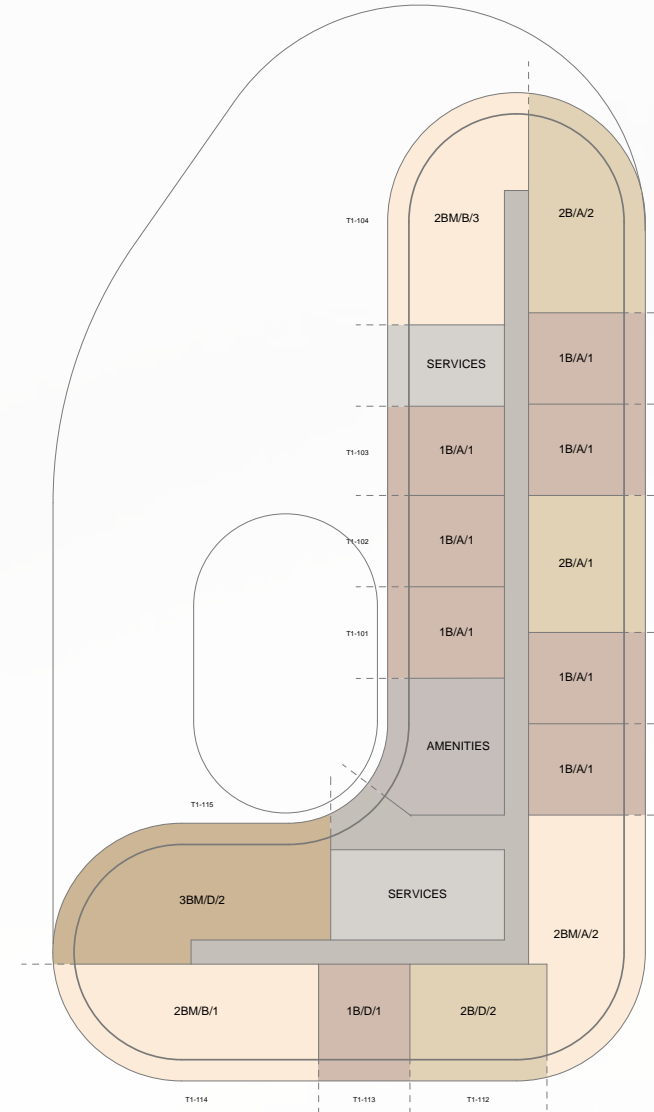 2B/A/2
T1-104
2BM/B/3
1B/A/1
SERVICES
1B/A/1
T1-103
1B/A/1
T1-102
1B/A/1
2B/A/1
T1-101
1B/A/1
1B/A/1
AMENITIES
1B/A/1
T1-115
SERVICES
3BM/D/2
2BM/A/2
2BM/B/1
1B/D/1
2B/D/2
T1-114
T1-113
T1-112